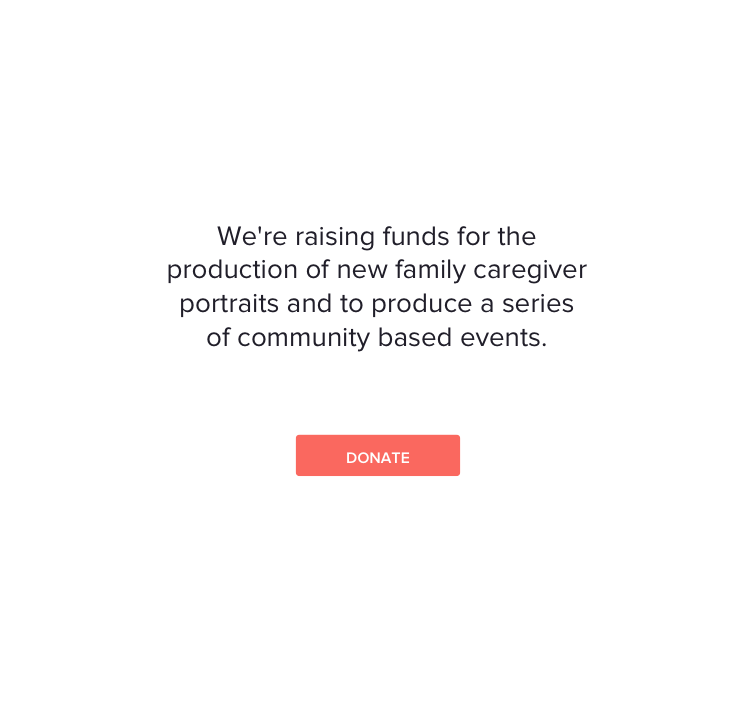 We're raising funds for the
production of new family caregiver
portraits and to produce a series
of community based events.
DONATE